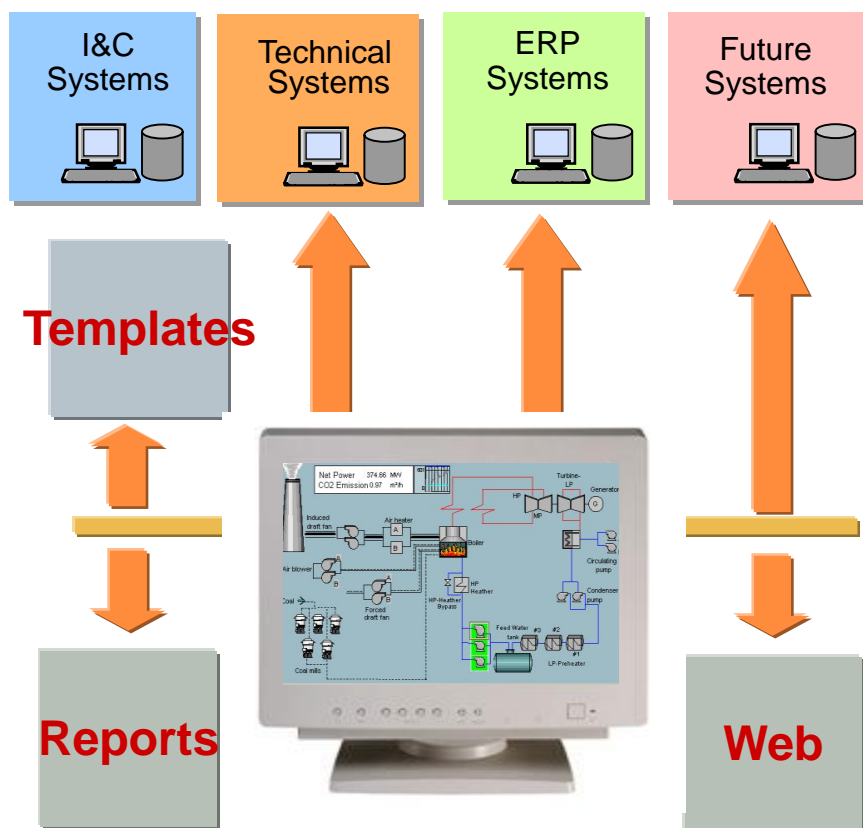 I&C
Systems
Technical
Systems
ERP
Systems
Future
Systems
Templates
Net Power 374.66 MW
CO2 Emission 0.97 m³/h
Induced
draft fan
Air heater
A
B
Boiler
Turbine-
LP
HP
MP
Generator
G
Circulating
pump
Condenser
pump
Air blower
A
B
Forced
draft fan
A
B
Coal
Coal mills
HP
Heather
HP-Heather
Bypass
Feed Water
tank
#3
#2
#1
LP-Preheater
Reports
Web